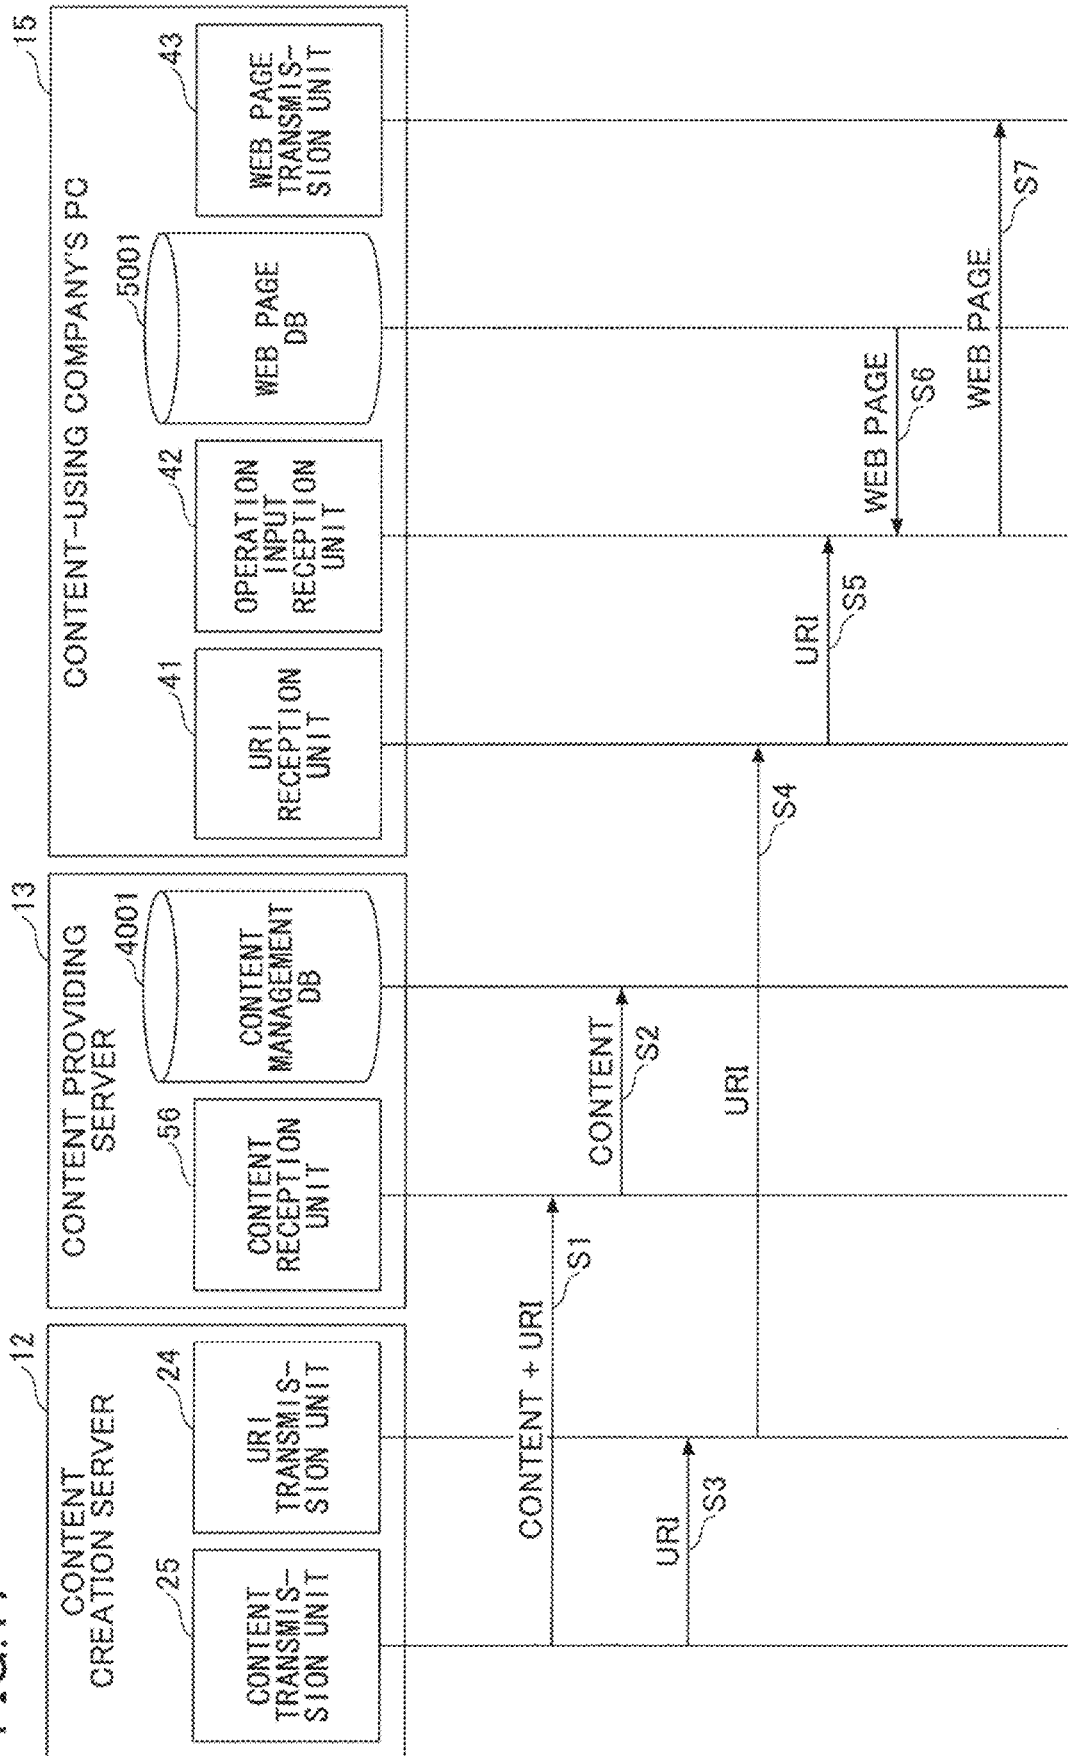 CONTENT
CREATION SERVER
12
25
CONTENT
TRANSMIS-
SION UNIT
24
URI
TRANSMIS-
SION UNIT
CONTENT PROVIDING
SERVER
13
56
CONTENT
RECEPTION
UNIT
4001
CONTENT
MANAGEMENT
DB
CONTENT-USING COMPANY'S PC
15
41
URI
RECEPTION
UNIT
42
OPERATION
INPUT
RECEPTION
UNIT
5001
WEB PAGE
DB
43
WEB PAGE
TRANSMIS-
SION UNIT
CONTENT + URI
S1
CONTENT
S2
URI
S3
URI
S4
URI
S5
WEB PAGE
S6
WEB PAGE
S7